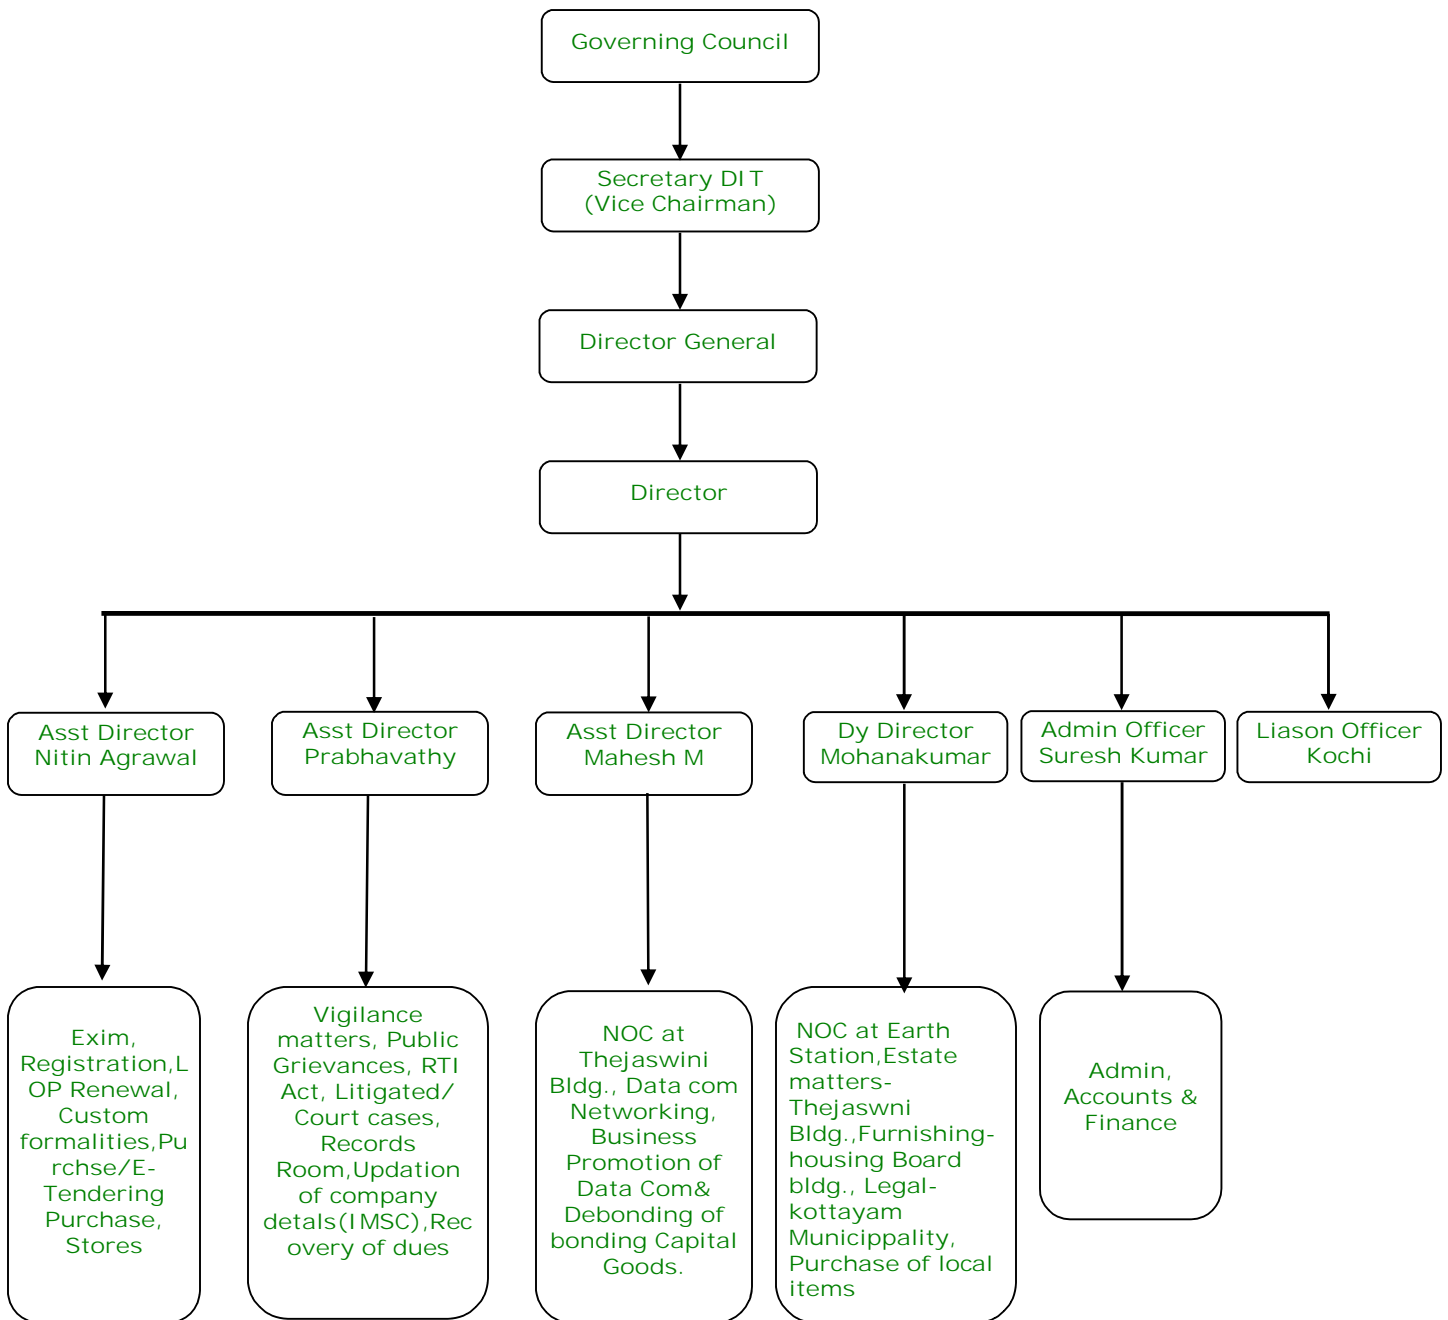 Governing Council
Secretary DIT
(Vice Chairman)
Director General
Director
Asst Director
Nitin Agrawal
Asst Director
Prabhavathy
Asst Director
Mahesh M
Dy Director
Mohanakumar
Admin Officer
Suresh Kumar
Liason Officer
Kochi
Exim,
Registration,L
OP Renewal,
Custom
formalities,Pu
rchse/E-
Tendering
Purchase,
Stores
Vigilance
matters, Public
Grievances, RTI
Act, Litigated/
Court cases,
Records
Room,Updation
of company
detals(IMSC),Rec
overy of dues
NOC at
Thejaswini
Bldg., Data com
Networking,
Business
Promotion of
Data Com&
Debonding of
bonding Capital
Goods.
NOC at Earth
Station,Estate
matters-
Thejaswni
Bldg.,Furnishing-
housing Board
bldg., Legal-
kottayam
Municippality,
Purchase of local
items
Admin,
Accounts &
Finance